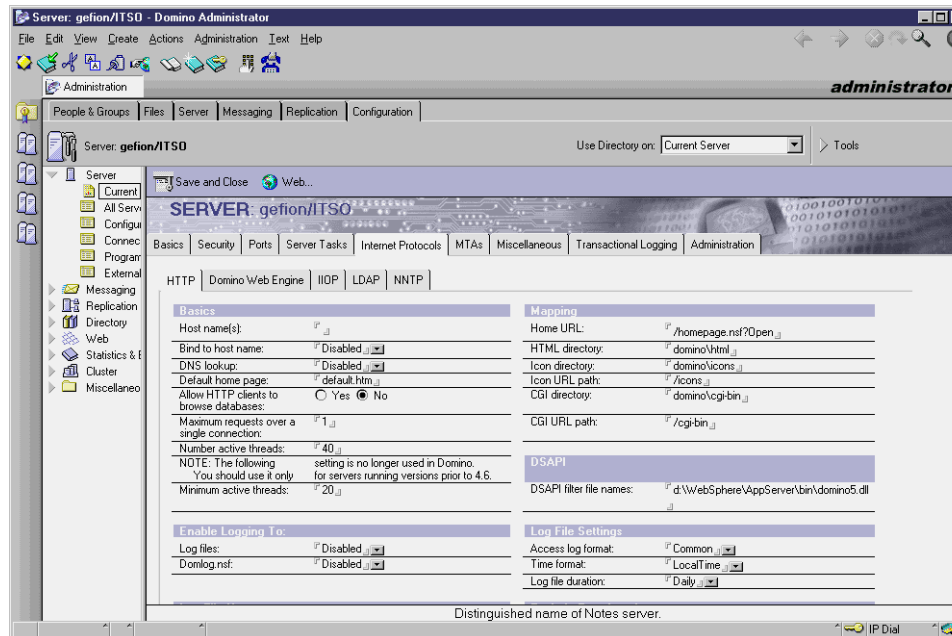 Server: gefion/ITSO - Domino Administrator
File Edit View Create Actions Administration Text Help
Administration
administrator
People & Groups Files Server Messaging Replication Configuration
Server: gefion/ITSO
Use Directory on: Current Server Tools
Server
Current
All Serv
Configu
Connec
Program
External
Messaging
Replication
Directory
Web
Statistics & E
Cluster
Miscellaneo
Save and Close Web...
SERVER: gefion/ITSO
Basics Security Ports Server Tasks Internet Protocols MTAs Miscellaneous Transactional Logging Administration
HTTP Domino Web Engine IIOP LDAP NNTP
Basics
Host name(s):
Bind to host name: Disabled
DNS lookup: Disabled
Default home page: default.htm
Allow HTTP clients to browse databases: Yes No
Maximum requests over a single connection: 1
Number active threads: 40
NOTE: The following setting is no longer used in Domino.
You should use it only for servers running versions prior to 4.6.
Minimum active threads: 20
Mapping
Home URL: /homepage.nsf?Open
HTML directory: domino\html
Icon directory: domino\icons
Icon URL path: /icons
CGI directory: domino\cgi-bin
CGI URL path: /cgi-bin
DSAPI
DSAPI filter file names: d:\WebSphere\AppServer\bin\domino5.dll
Enable Logging To:
Log files: Disabled
Domlog.nsf: Disabled
Log File Settings
Access log format: Common
Time format: LocalTime
Log file duration: Daily
Distinguished name of Notes server.
IP Dial